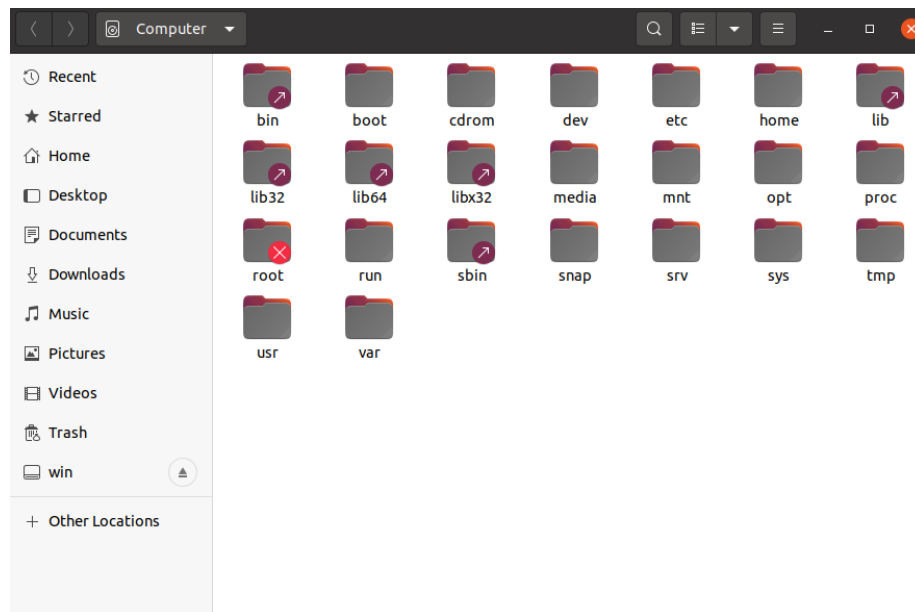 Computer
Recent
Starred
Home
Desktop
Documents
Downloads
Music
Pictures
Videos
Trash
win
Other Locations
bin boot cdrom dev etc home lib
lib32 lib64 libx32 media mnt opt proc
root run sbin snap srv sys tmp
usr var